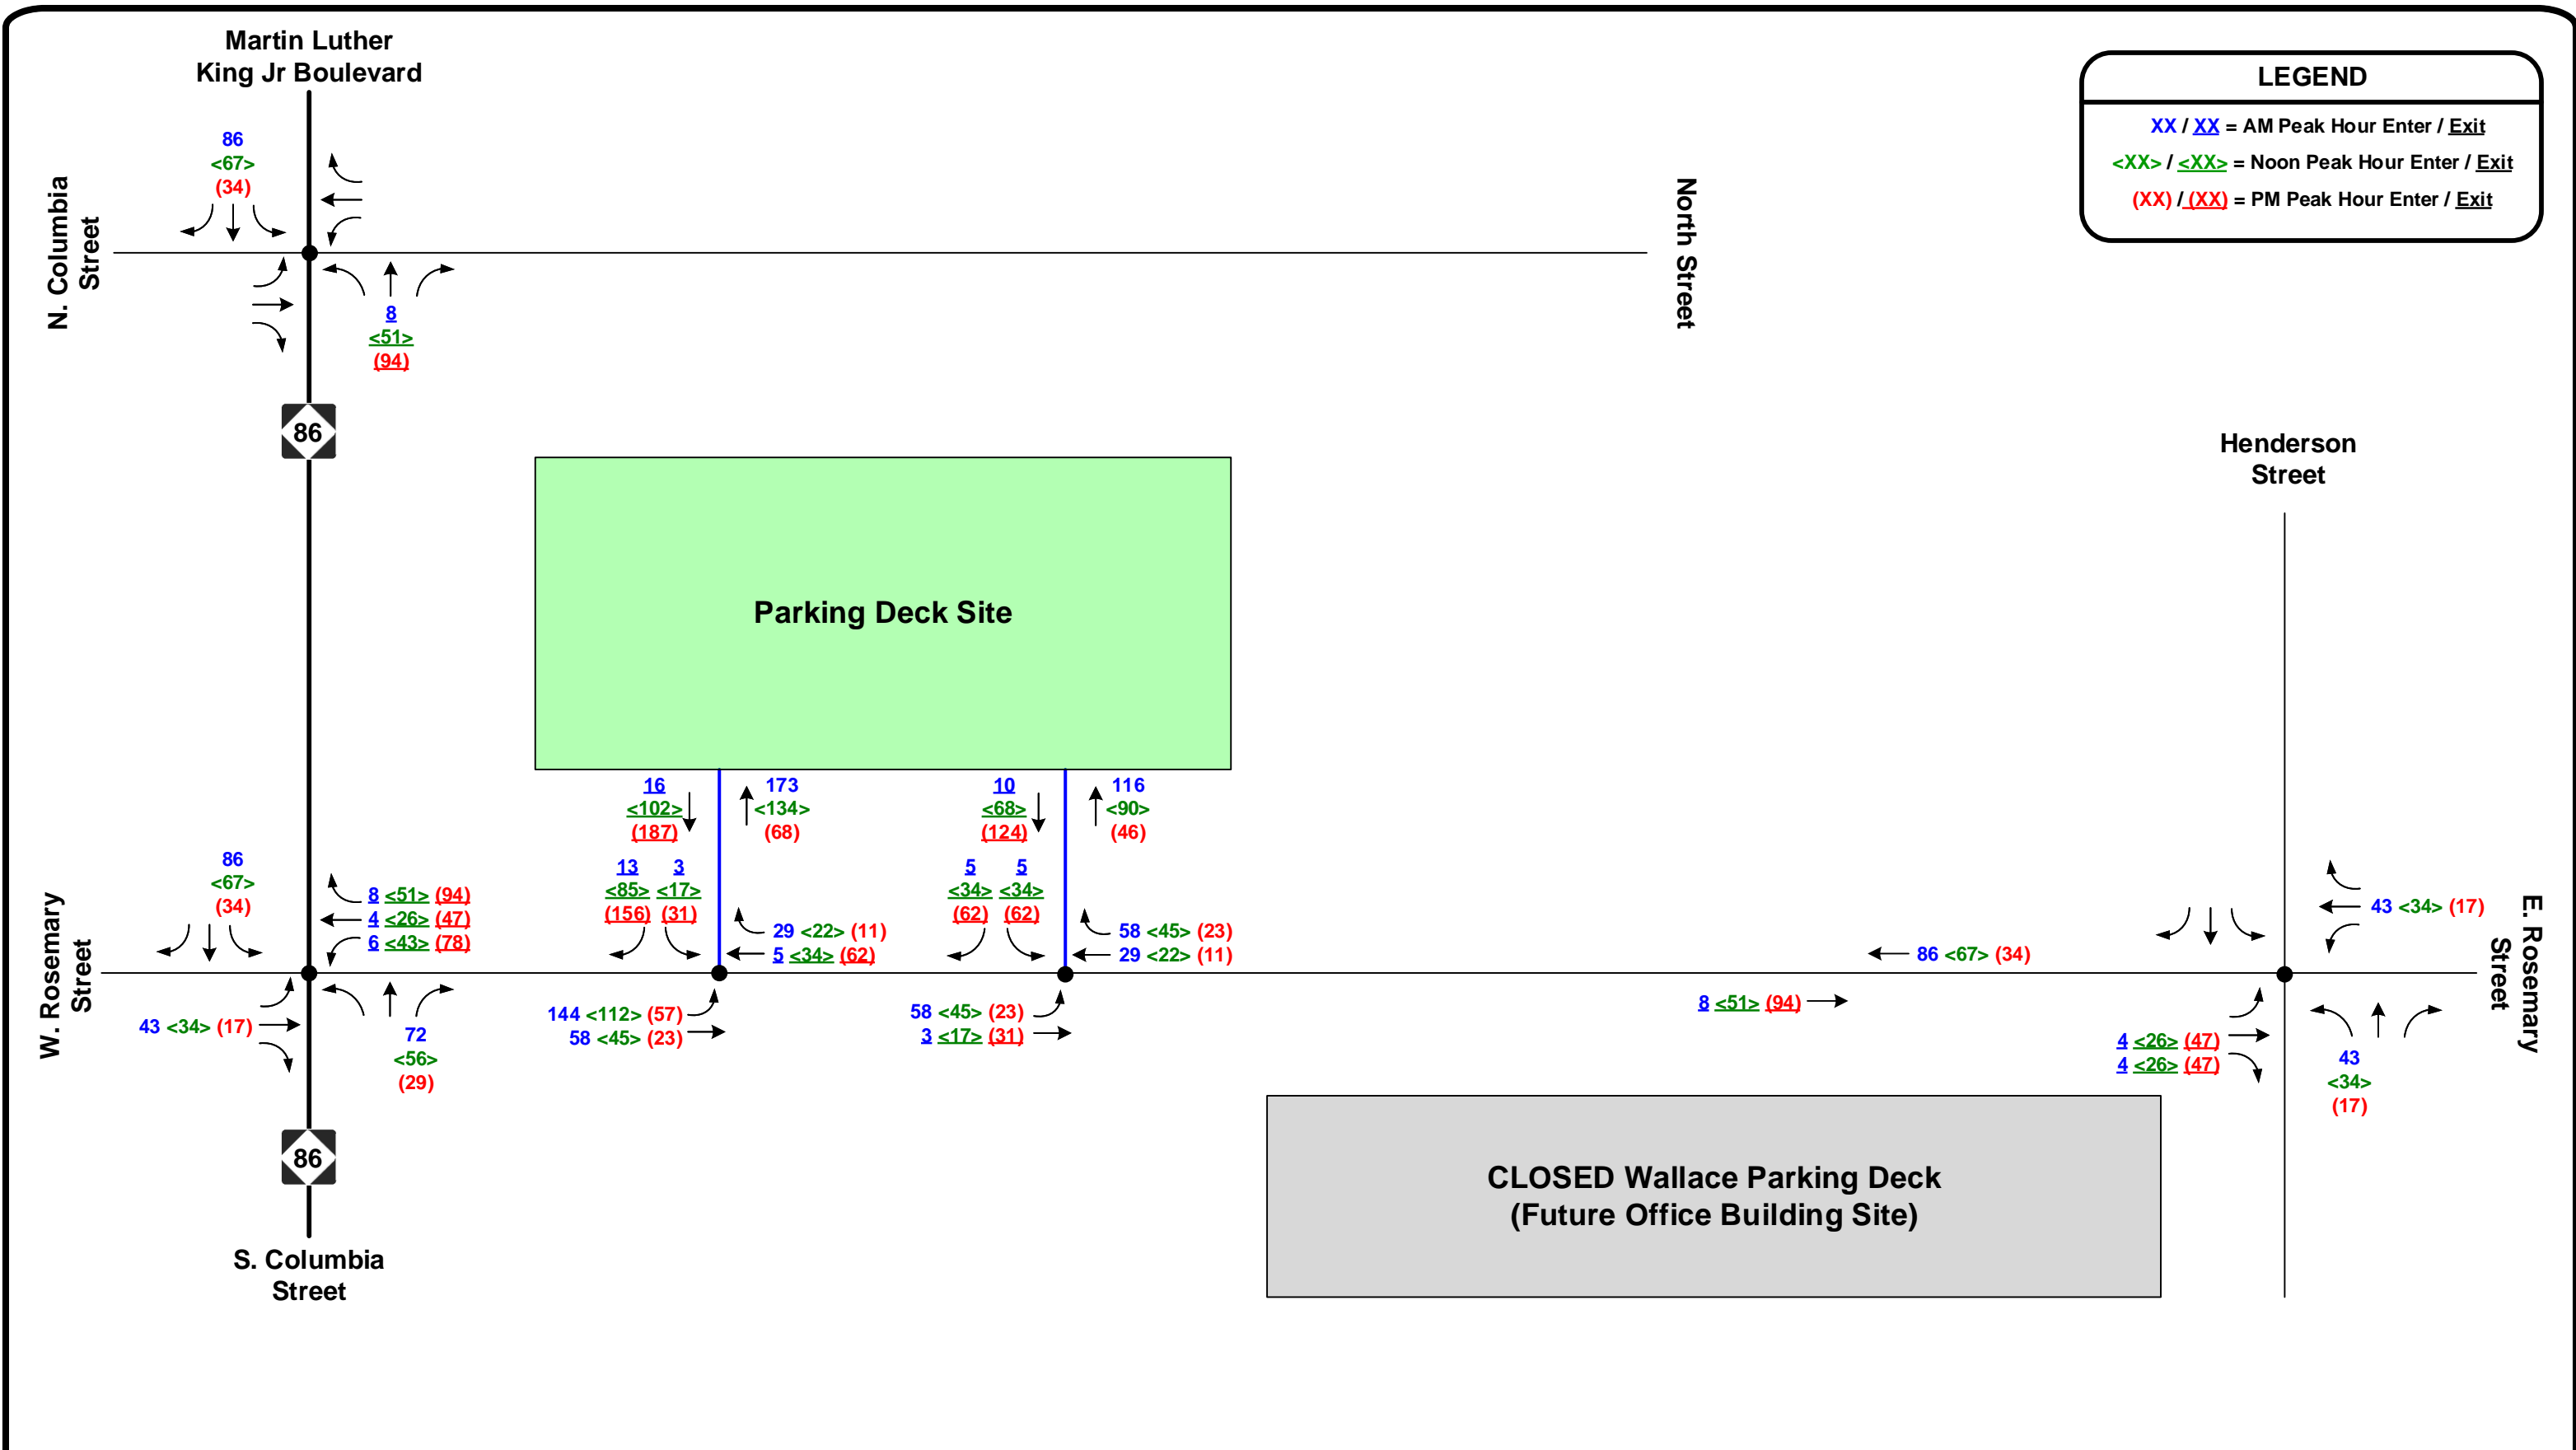 Martin Luther
King Jr Boulevard
LEGEND
XX / XX = AM Peak Hour Enter / Exit
<XX> / <XX> = Noon Peak Hour Enter / Exit
(XX) / (XX) = PM Peak Hour Enter / Exit
86
<67>
(34)
N. Columbia
Street
North Street
8
<51>
(94)
86
Henderson
Street
Parking Deck Site
16
<102>
(187)
173
<134>
(68)
10
<68>
(124)
116
<90>
(46)
86
<67>
(34)
8 <51> (94)
4 <26> (47)
6 <43> (78)
13 3
<85> <17>
(156) (31)
29 <22> (11)
5 <34> (62)
5 5
<34> <34>
(62) (62)
58 <45> (23)
29 <22> (11)
86 <67> (34)
43 <34> (17)
W. Rosemary
Street
E. Rosemary
Street
43 <34> (17)
72
<56>
(29)
144 <112> (57)
58 <45> (23)
58 <45> (23)
3 <17> (31)
8 <51> (94)
4 <26> (47)
4 <26> (47)
43
<34>
(17)
86
CLOSED Wallace Parking Deck
(Future Office Building Site)
S. Columbia
Street